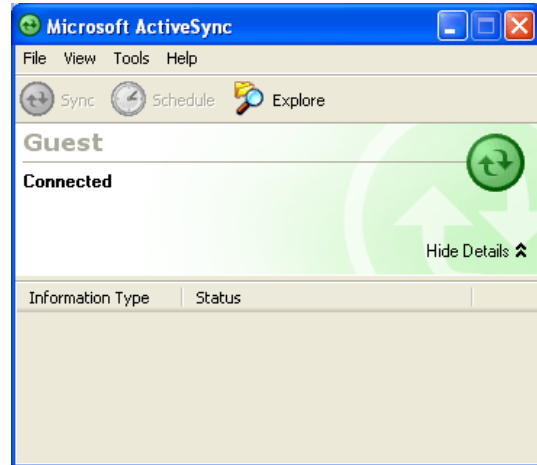 Microsoft ActiveSync
File View Tools Help
Sync Schedule Explore
Guest
Connected
Hide Details
Information Type Status